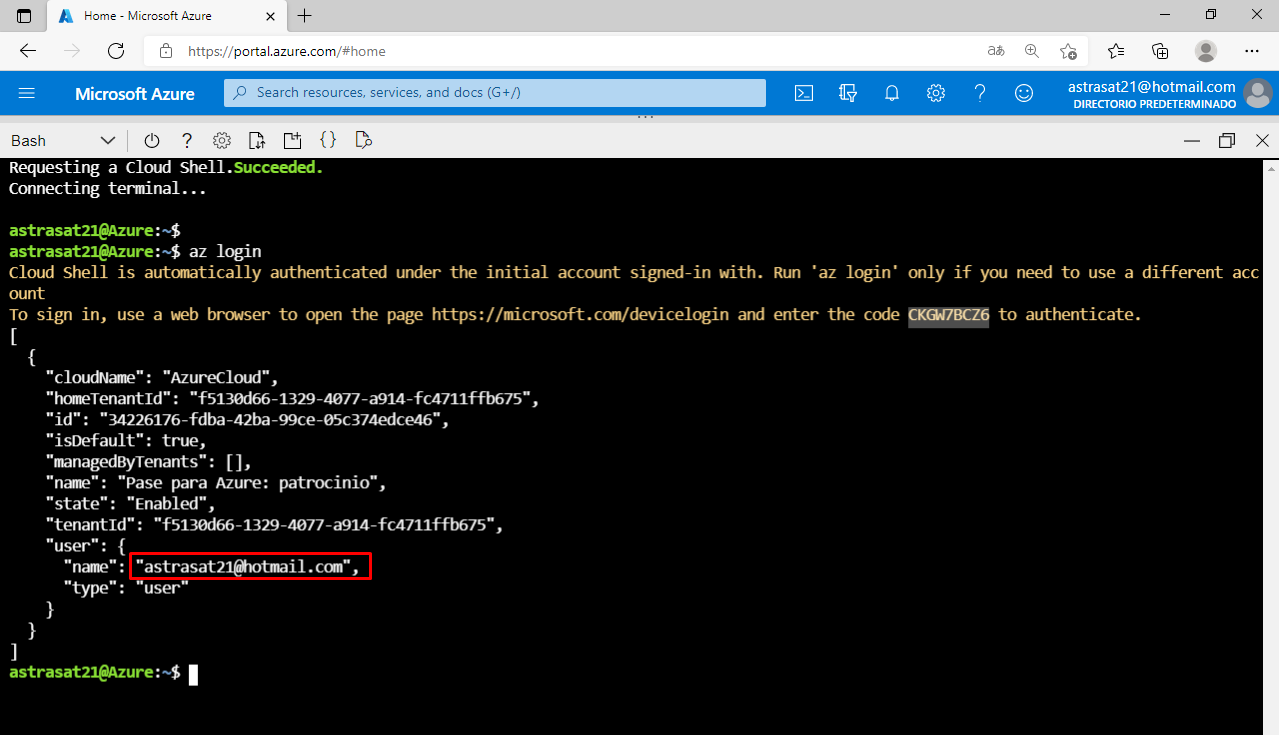 Home - Microsoft Azure
https://portal.azure.com/#home
aあ
Microsoft Azure
Search resources, services, and docs (G+/)
astrasat21@hotmail.com
DIRECTORIO PREDETERMINADO
Bash
Requesting a Cloud Shell.Succeeded.
Connecting terminal...
astrasat21@Azure:~$
astrasat21@Azure:~$ az login
Cloud Shell is automatically authenticated under the initial account signed-in with. Run 'az login' only if you need to use a different acc
ount
To sign in, use a web browser to open the page https://microsoft.com/devicelogin and enter the code CKGW7BCZ6 to authenticate.
[
{
"cloudName": "AzureCloud",
"homeTenantId": "f5130d66-1329-4077-a914-fc4711ffb675",
"id": "34226176-fdba-42ba-99ce-05c374edce46",
"isDefault": true,
"managedByTenants": [],
"name": "Pase para Azure: patrocinio",
"state": "Enabled",
"tenantId": "f5130d66-1329-4077-a914-fc4711ffb675",
"user": {
"name": "astrasat21@hotmail.com",
"type": "user"
}
}
]
astrasat21@Azure:~$